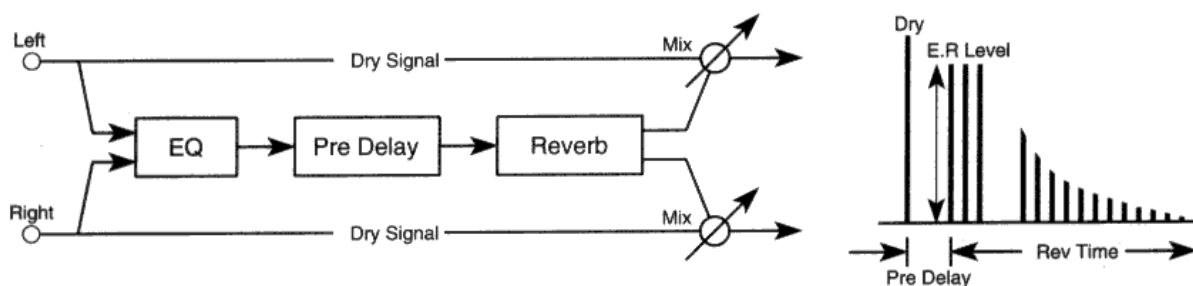 Left
Dry Signal
Mix
EQ
Pre Delay
Reverb
Right
Dry Signal
Mix
Dry
E.R Level
Rev Time
Pre Delay